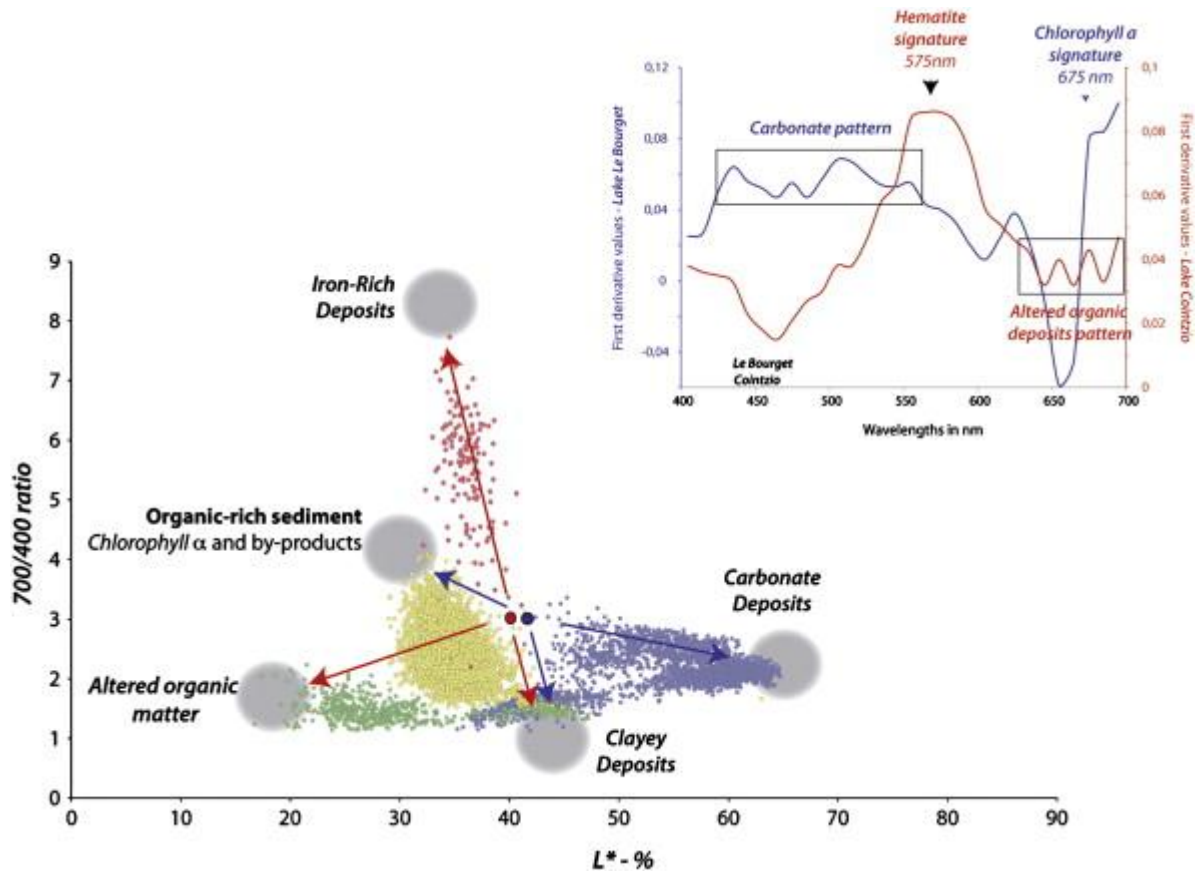 Hematite
signature
575nm
Chlorophyll a
signature
675 nm
0,12
0,08
0,04
0
-0,04
First derivative values - Lake Le Bourget
0,1
0,08
0,06
0,04
0,02
0
First derivative values - Lake Cointzio
Carbonate pattern
Altered organic
deposits pattern
Le Bourget
Cointzio
400 450 500 550 600 650 700
Wavelengths in nm
9
8
7
6
5
4
3
2
1
0
700/400 ratio
Iron-Rich
Deposits
Organic-rich sediment
Chlorophyll α and by-products
Carbonate
Deposits
Altered organic
matter
Clayey
Deposits
0 10 20 30 40 50 60 70 80 90
L* - %